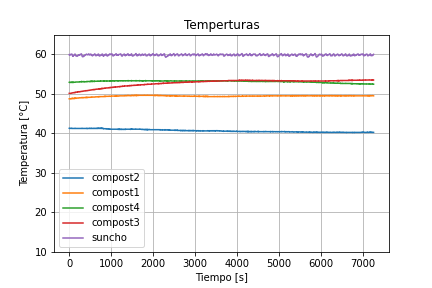 Temperturas
Temperatura [°C]
60
50
40
30
20
10
compost2
compost1
compost4
compost3
suncho
0 1000 2000 3000 4000 5000 6000 7000
Tiempo [s]